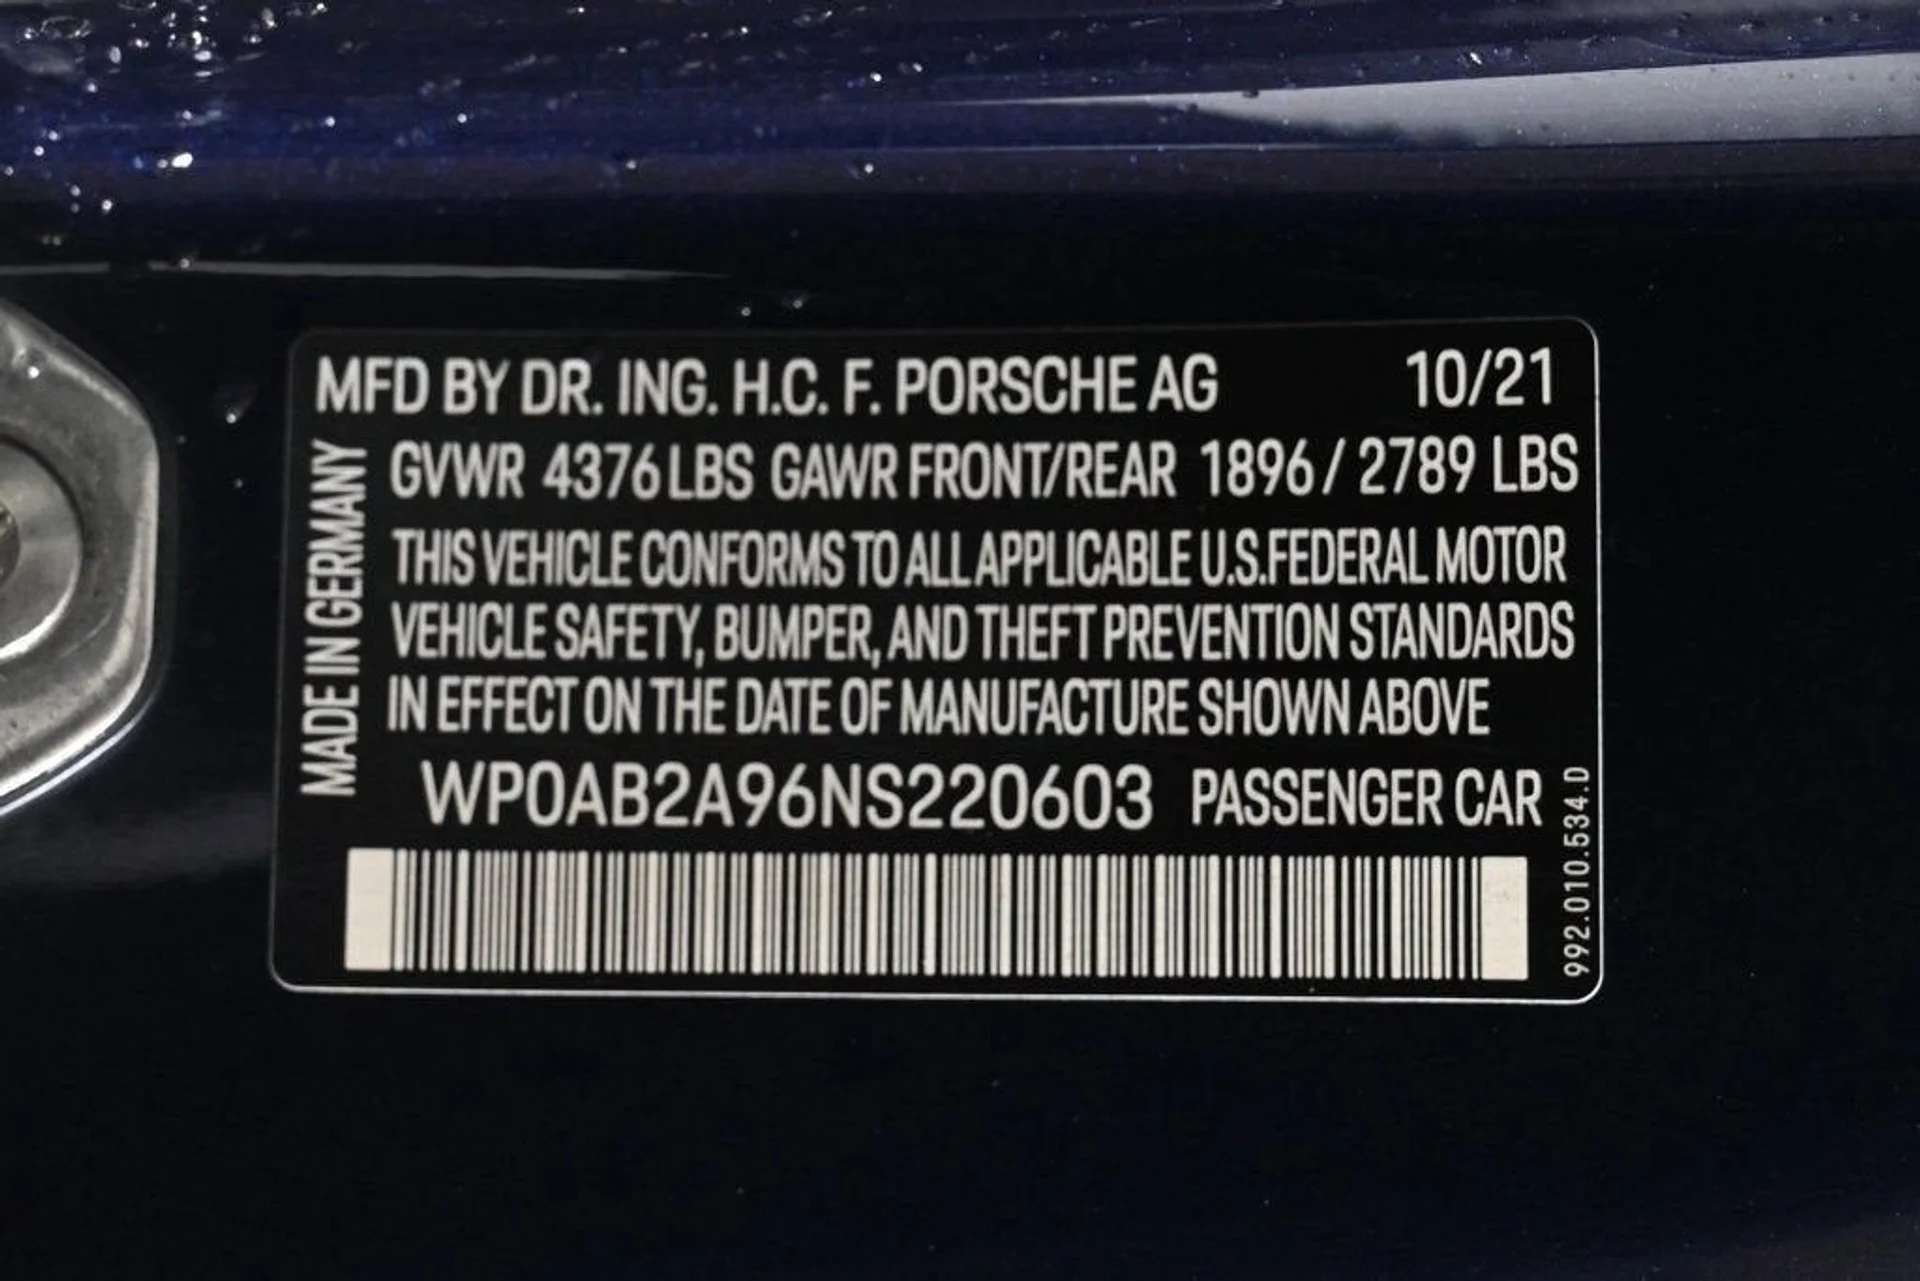 MFD BY DR. ING. H.C. F. PORSCHE AG 10/21
MADE IN GERMANY
GVWR 4376 LBS GAWR FRONT/REAR 1896 / 2789 LBS
THIS VEHICLE CONFORMS TO ALL APPLICABLE U.S.FEDERAL MOTOR
VEHICLE SAFETY, BUMPER, AND THEFT PREVENTION STANDARDS
IN EFFECT ON THE DATE OF MANUFACTURE SHOWN ABOVE
WP0AB2A96NS220603 PASSENGER CAR
992.010.534.D